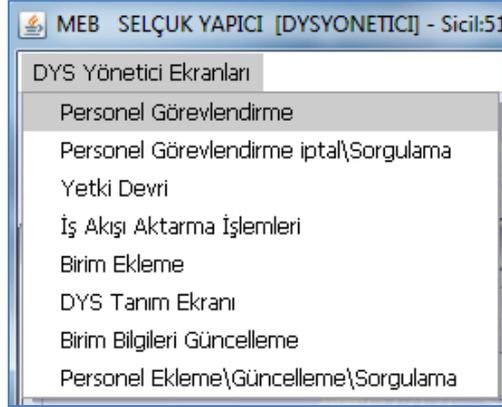 MEB SELÇUK YAPICI [DYSYONETICI] - Sicil:51
DYS Yönetici Ekranları
Personel Görevlendirme
Personel Görevlendirme iptal\Sorgulama
Yetki Devri
İş Akışı Aktarma İşlemleri
Birim Ekleme
DYS Tanım Ekranı
Birim Bilgileri Güncelleme
Personel Ekleme\Güncelleme\Sorgulama